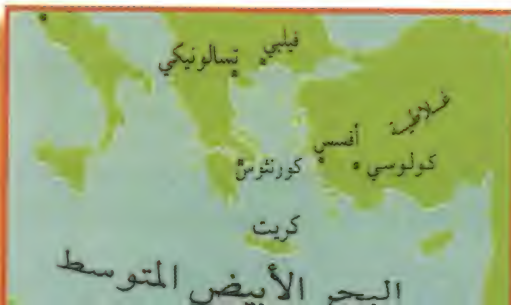 فيلبي
تسالونيكي
غلاطية
أفسس
كولوسي
كورنثوس
كريت
البحر الأبيض المتوسط